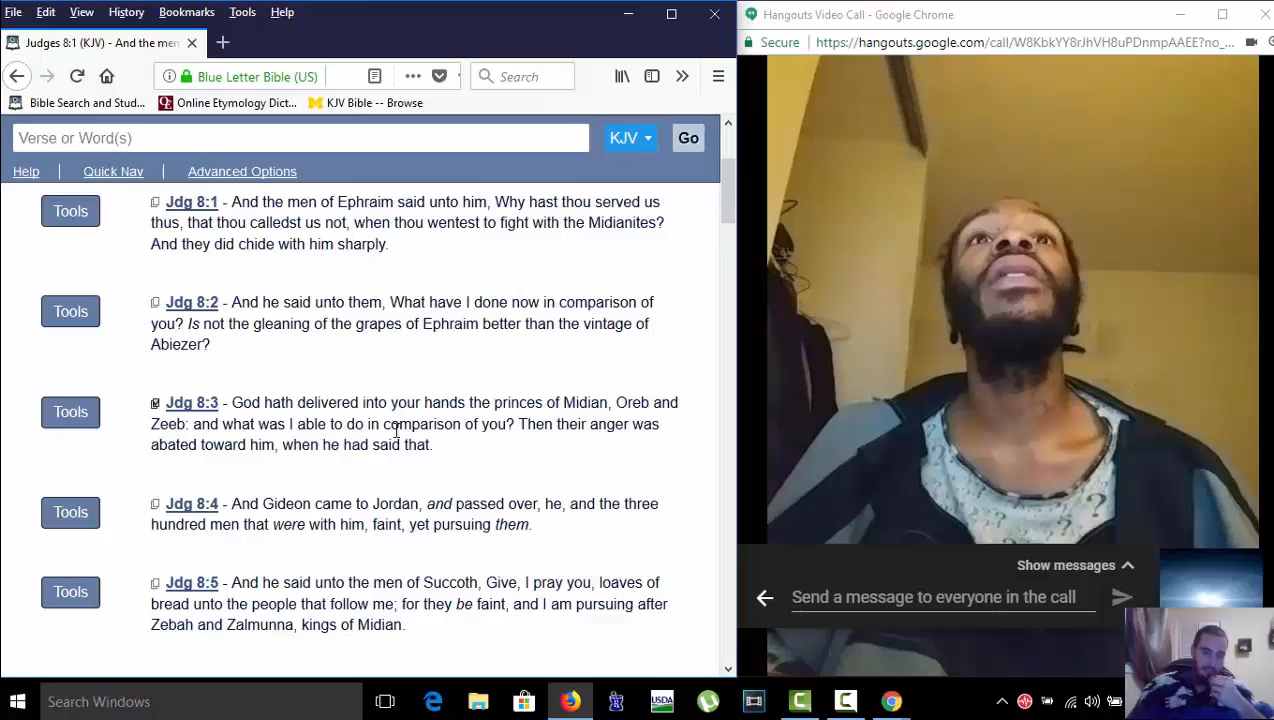 File Edit View History Bookmarks Tools Help
Judges 8:1 (KJV) - And the men
Blue Letter Bible (US)
Search
Bible Search and Stud...
Online Etymology Dict...
KJV Bible -- Browse
Verse or Word(s)
KJV
Go
Help
Quick Nav
Advanced Options
Tools
Jdg 8:1 - And the men of Ephraim said unto him, Why hast thou served us
thus, that thou calledst us not, when thou wentest to fight with the Midianites?
And they did chide with him sharply.
Tools
Jdg 8:2 - And he said unto them, What have I done now in comparison of
you? Is not the gleaning of the grapes of Ephraim better than the vintage of
Abiezer?
Tools
Jdg 8:3 - God hath delivered into your hands the princes of Midian, Oreb and
Zeeb: and what was I able to do in comparison of you? Then their anger was
abated toward him, when he had said that.
Tools
Jdg 8:4 - And Gideon came to Jordan, and passed over, he, and the three
hundred men that were with him, faint, yet pursuing them.
Tools
Jdg 8:5 - And he said unto the men of Succoth, Give, I pray you, loaves of
bread unto the people that follow me; for they be faint, and I am pursuing after
Zebah and Zalmunna, kings of Midian.
Hangouts Video Call - Google Chrome
Secure
https://hangouts.google.com/call/W8KbkYY8rJhVH8uPDnmpAAEE?no_...
Show messages
Send a message to everyone in the call
Search Windows
USDA